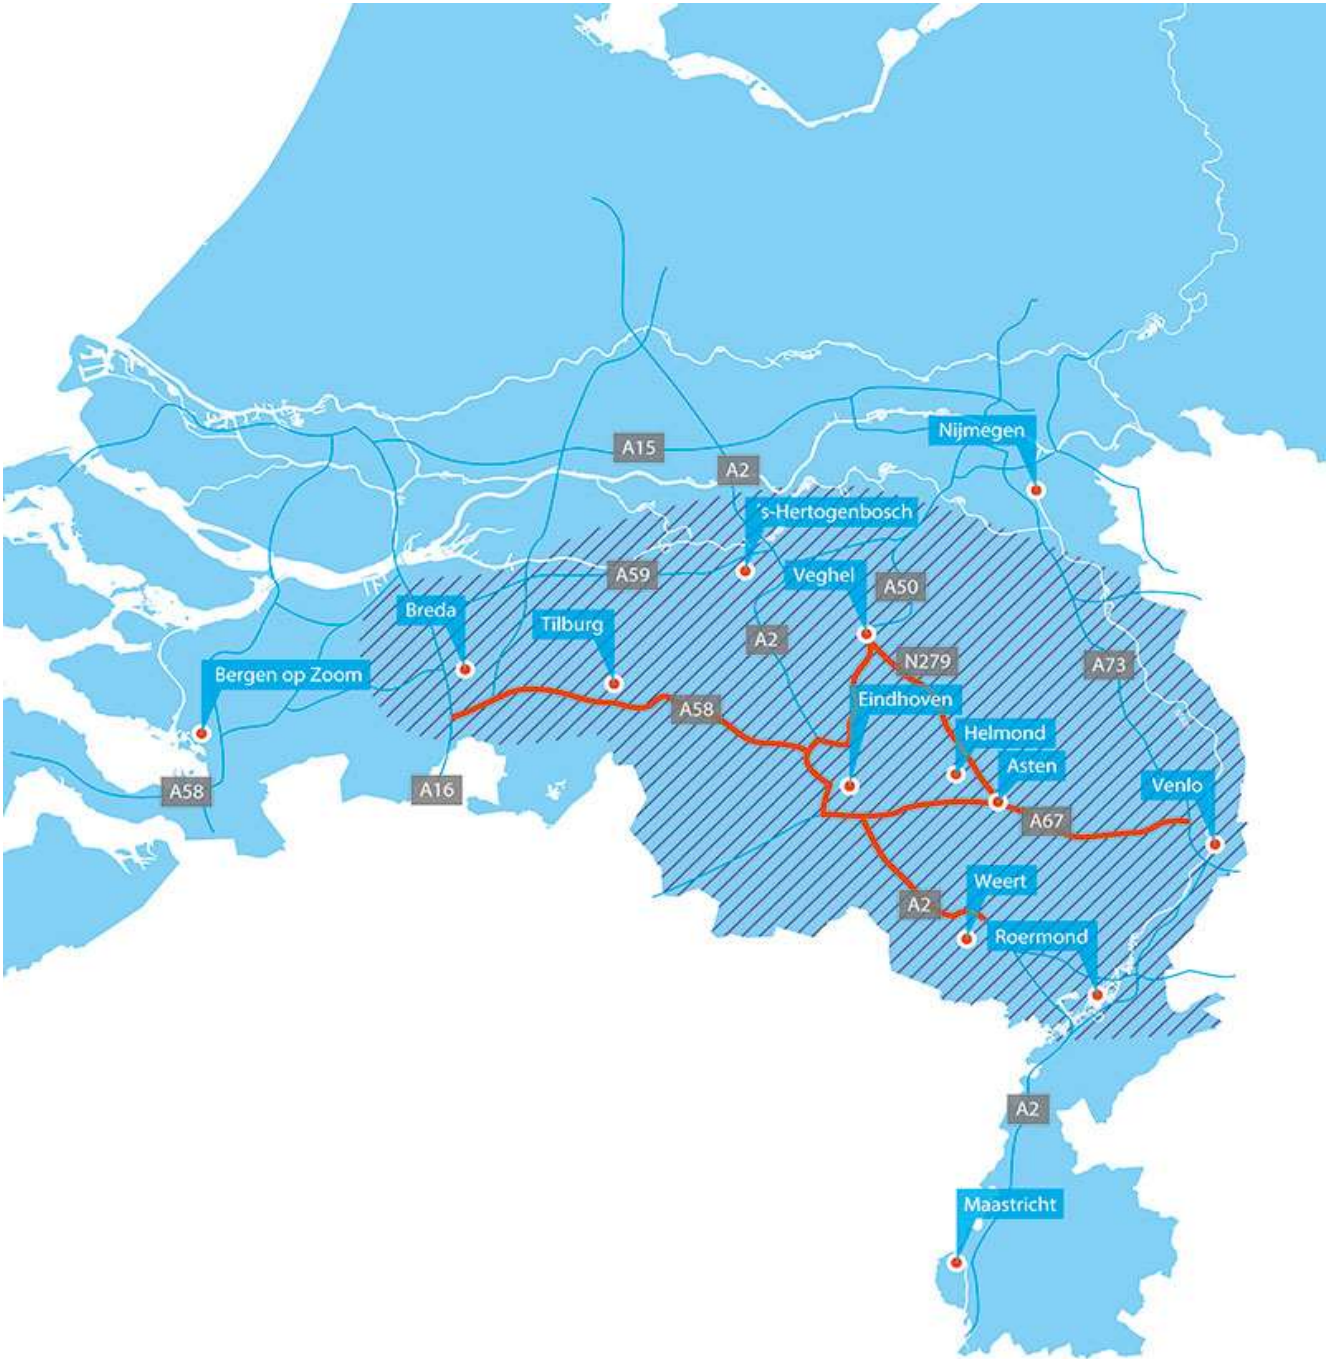 Nijmegen
A15
A2
's-Hertogenbosch
A59
Veghel
A50
Breda
Tilburg
A2
N279
A73
Bergen op Zoom
Eindhoven
A58
Helmond
Asten
Venlo
A58
A16
A67
Weert
A2
Roermond
A2
Maastricht